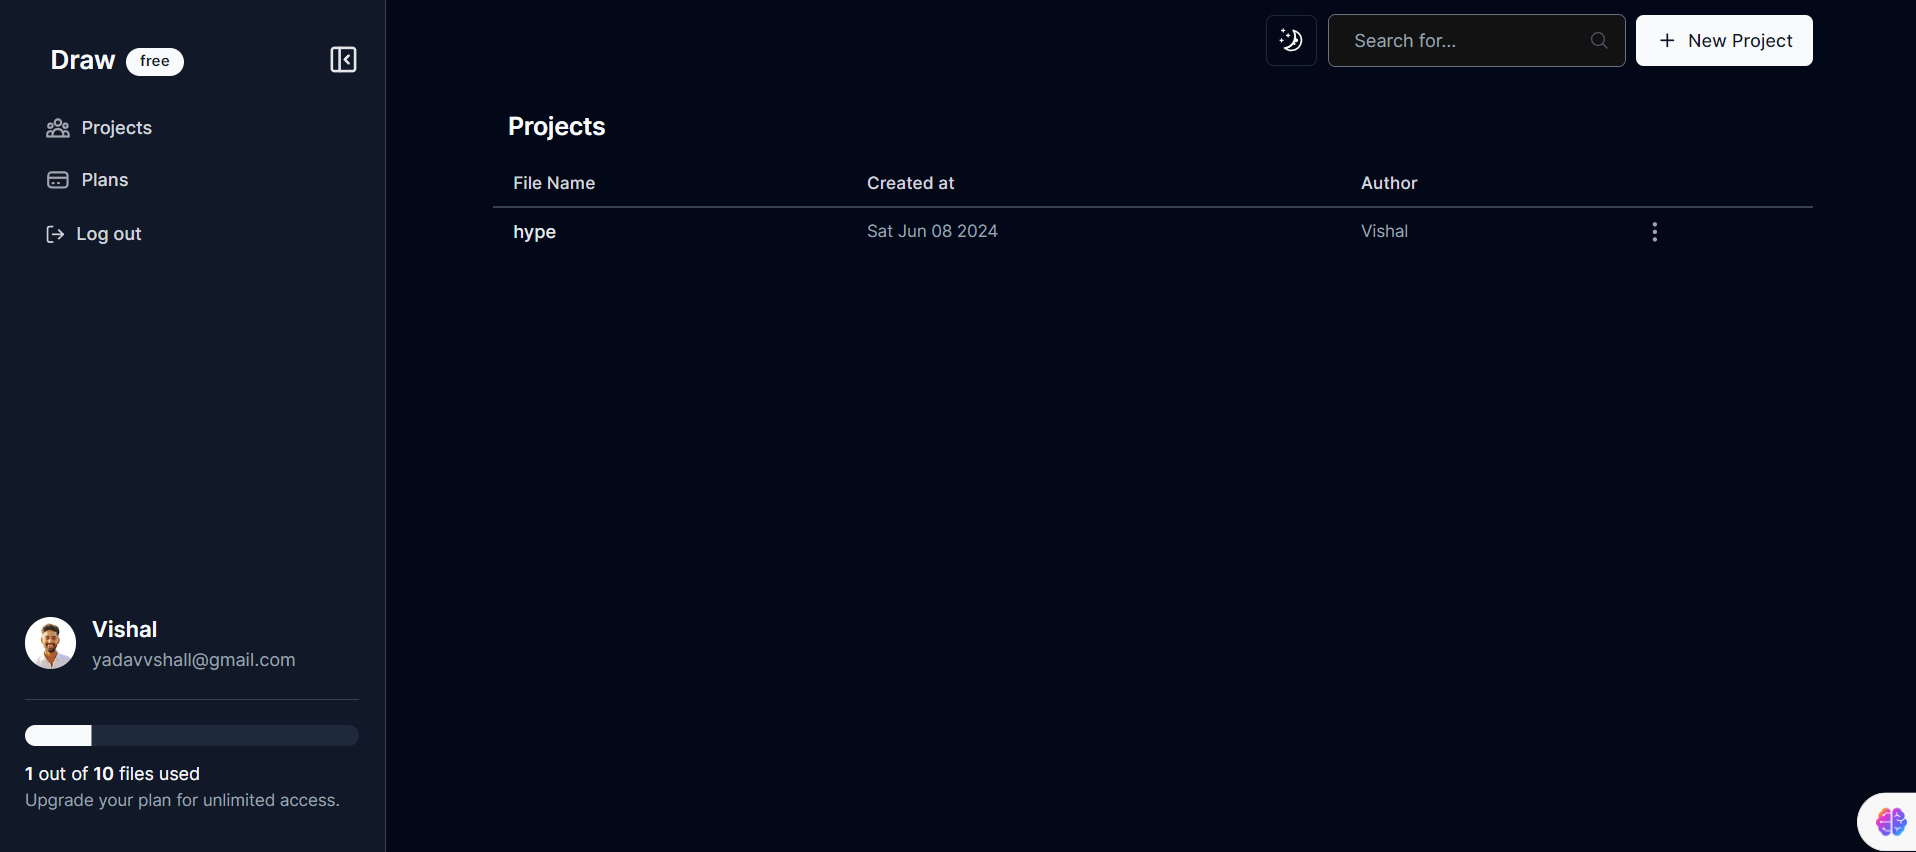 Draw free
Projects
Plans
Log out
Search for...
New Project
Projects
File Name Created at Author
hype Sat Jun 08 2024 Vishal
Vishal
yadavvshall@gmail.com
1 out of 10 files used
Upgrade your plan for unlimited access.